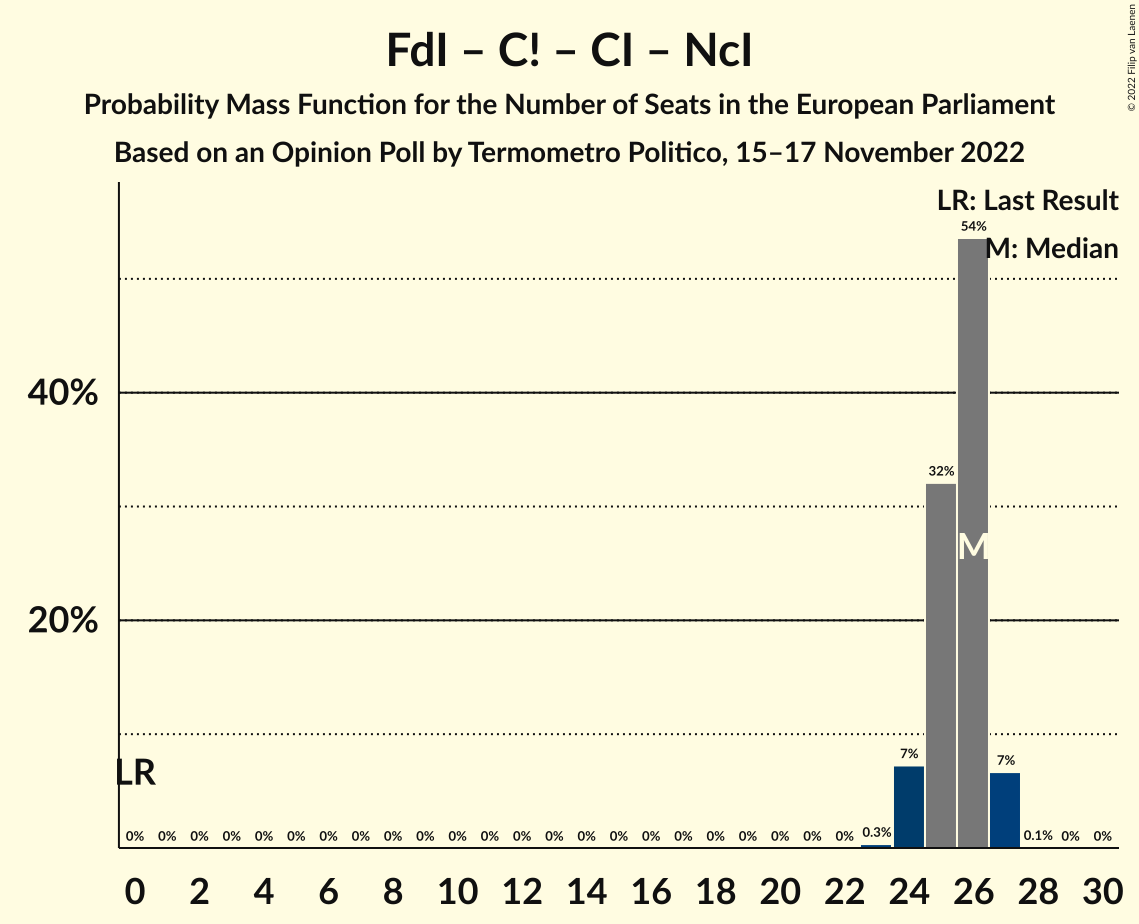 FdI – C! – CI – NcI
Probability Mass Function for the Number of Seats in the European Parliament
Based on an Opinion Poll by Termometro Politico, 15–17 November 2022
© 2022 Filip van Laenen
LR: Last Result
M: Median
54%
40%
32%
M
20%
LR
7%
7%
0% 0% 0% 0% 0% 0% 0% 0% 0% 0% 0% 0% 0% 0% 0% 0% 0% 0% 0% 0% 0% 0% 0% 0.3% 0.1% 0% 0%
0 2 4 6 8 10 12 14 16 18 20 22 24 26 28 30